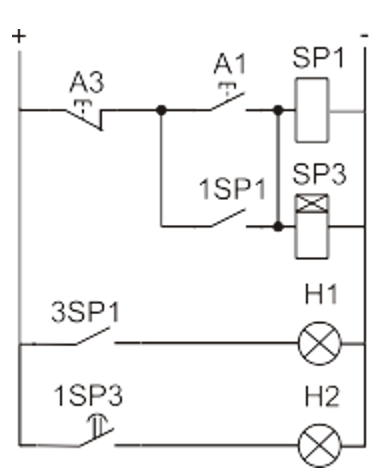 + -
SP1
A3 A1
1SP1 SP3
3SP1 H1
1SP3 H2